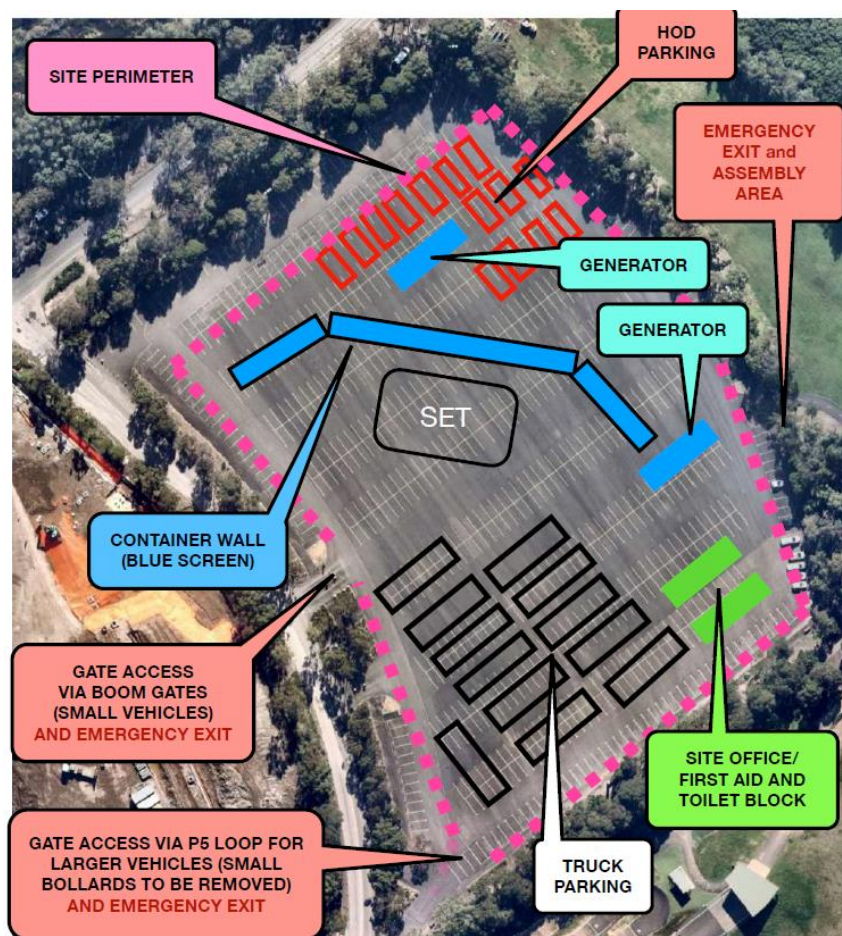 HOD
PARKING
SITE PERIMETER
EMERGENCY
EXIT and
ASSEMBLY
AREA
GENERATOR
GENERATOR
SET
CONTAINER WALL
(BLUE SCREEN)
GATE ACCESS
VIA BOOM GATES
(SMALL VEHICLES)
AND EMERGENCY EXIT
SITE OFFICE/
FIRST AID AND
TOILET BLOCK
GATE ACCESS VIA P5 LOOP FOR
LARGER VEHICLES (SMALL
BOLLARDS TO BE REMOVED)
AND EMERGENCY EXIT
TRUCK
PARKING